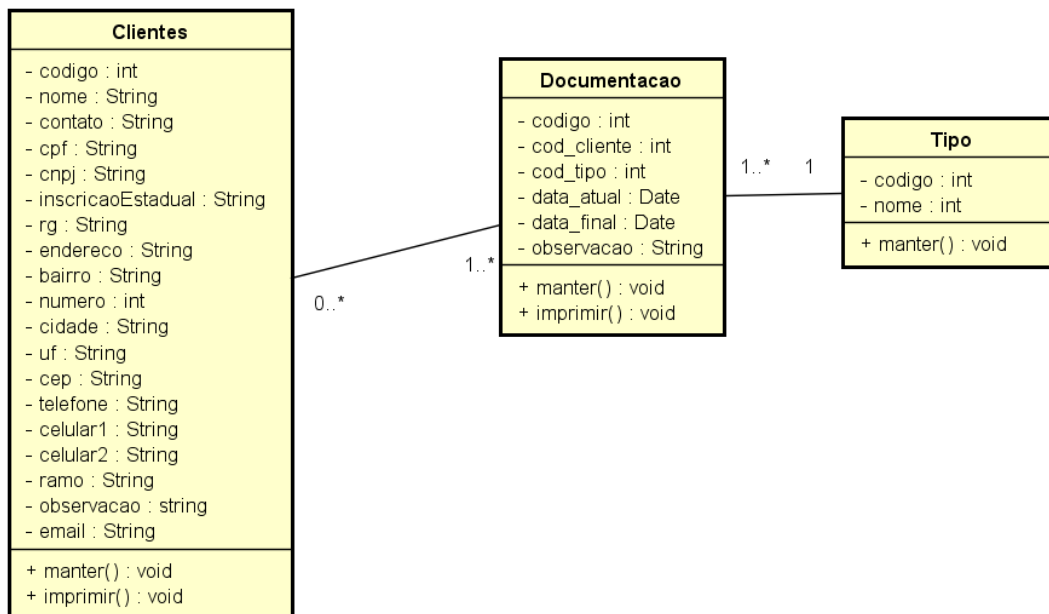 Clientes
- codigo : int
- nome : String
- contato : String
- cpf : String
- cnpj : String
- inscricaoEstadual : String
- rg : String
- endereco : String
- bairro : String
- numero : int
- cidade : String
- uf : String
- cep : String
- telefone : String
- celular1 : String
- celular2 : String
- ramo : String
- observacao : string
- email : String
+ manter() : void
+ imprimir() : void
0..*
1..*
Documentacao
- codigo : int
- cod_cliente : int
- cod_tipo : int
- data_atual : Date
- data_final : Date
- observacao : String
+ manter() : void
+ imprimir() : void
1..*
1
Tipo
- codigo : int
- nome : int
+ manter() : void